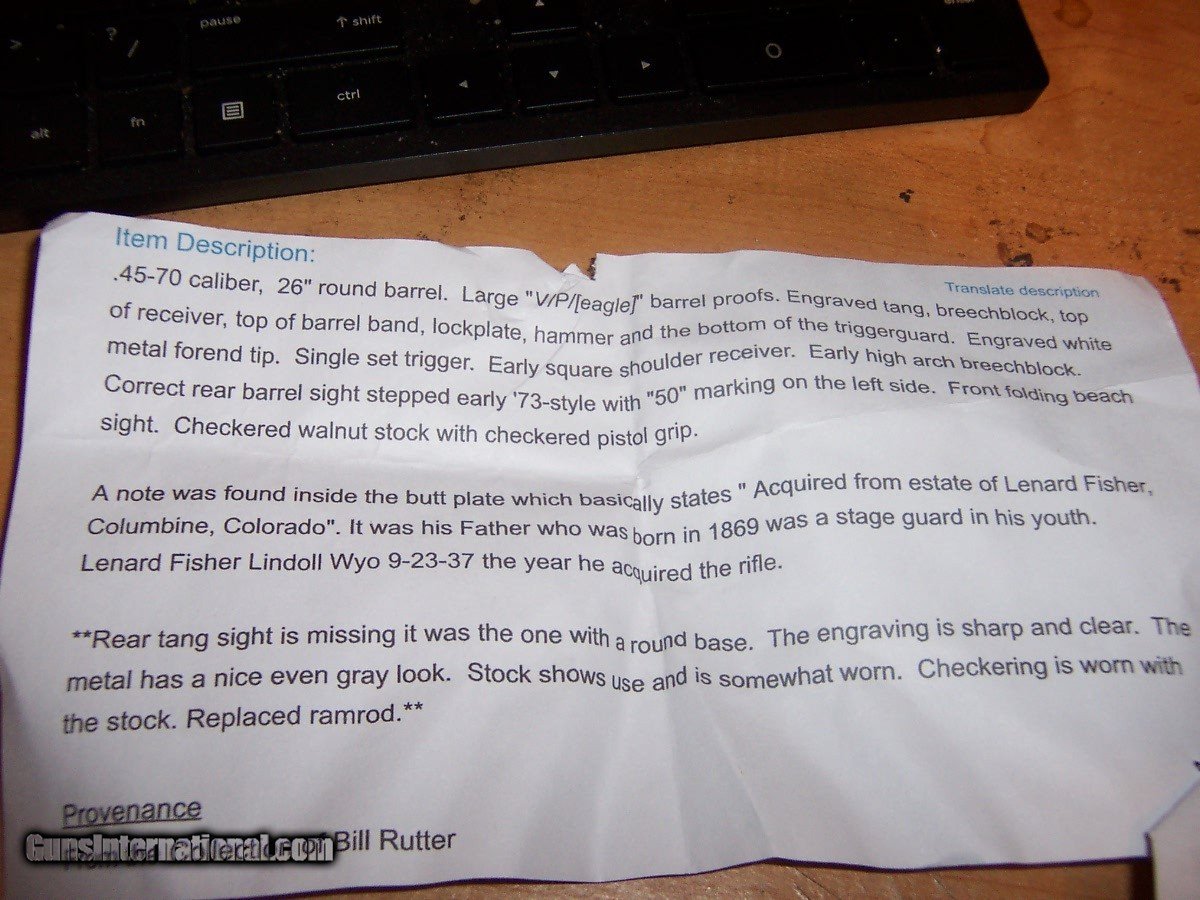 pause
↑ shift
> ? /
alt
fn
ctrl
Item Description:
Translate description
.45-70 caliber, 26" round barrel. Large "V/P/[eagle]" barrel proofs. Engraved tang, breechblock, top
of receiver, top of barrel band, lockplate, hammer and the bottom of the triggerguard. Engraved white
metal forend tip. Single set trigger. Early square shoulder receiver. Early high arch breechblock.
Correct rear barrel sight stepped early '73-style with "50" marking on the left side. Front folding beach
sight. Checkered walnut stock with checkered pistol grip.
A note was found inside the butt plate which basically states " Acquired from estate of Lenard Fisher,
Columbine, Colorado". It was his Father who was born in 1869 was a stage guard in his youth.
Lenard Fisher Lindoll Wyo 9-23-37 the year he acquired the rifle.
**Rear tang sight is missing it was the one with a round base. The engraving is sharp and clear. The
metal has a nice even gray look. Stock shows use and is somewhat worn. Checkering is worn with
the stock. Replaced ramrod.**
Provenance
From the Collection of Bill Rutter
GunsInternational.com